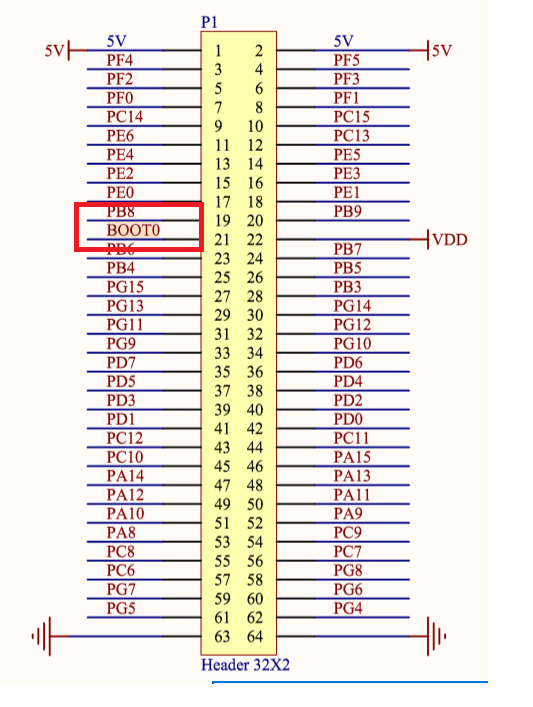 P1
5V 5V 1 2 5V 5V
PF4 3 4 PF5
PF2 5 6 PF3
PF0 7 8 PF1
PC14 9 10 PC15
PE6 11 12 PC13
PE4 13 14 PE5
PE2 15 16 PE3
PE0 17 18 PE1
PB8 19 20 PB9
BOOT0 21 22 VDD
PB6 23 24 PB7
PB4 25 26 PB5
PG15 27 28 PB3
PG13 29 30 PG14
PG11 31 32 PG12
PG9 33 34 PG10
PD7 35 36 PD6
PD5 37 38 PD4
PD3 39 40 PD2
PD1 41 42 PD0
PC12 43 44 PC11
PC10 45 46 PA15
PA14 47 48 PA13
PA12 49 50 PA11
PA10 51 52 PA9
PA8 53 54 PC9
PC8 55 56 PC7
PC6 57 58 PG8
PG7 59 60 PG6
PG5 61 62 PG4
63 64
Header 32X2